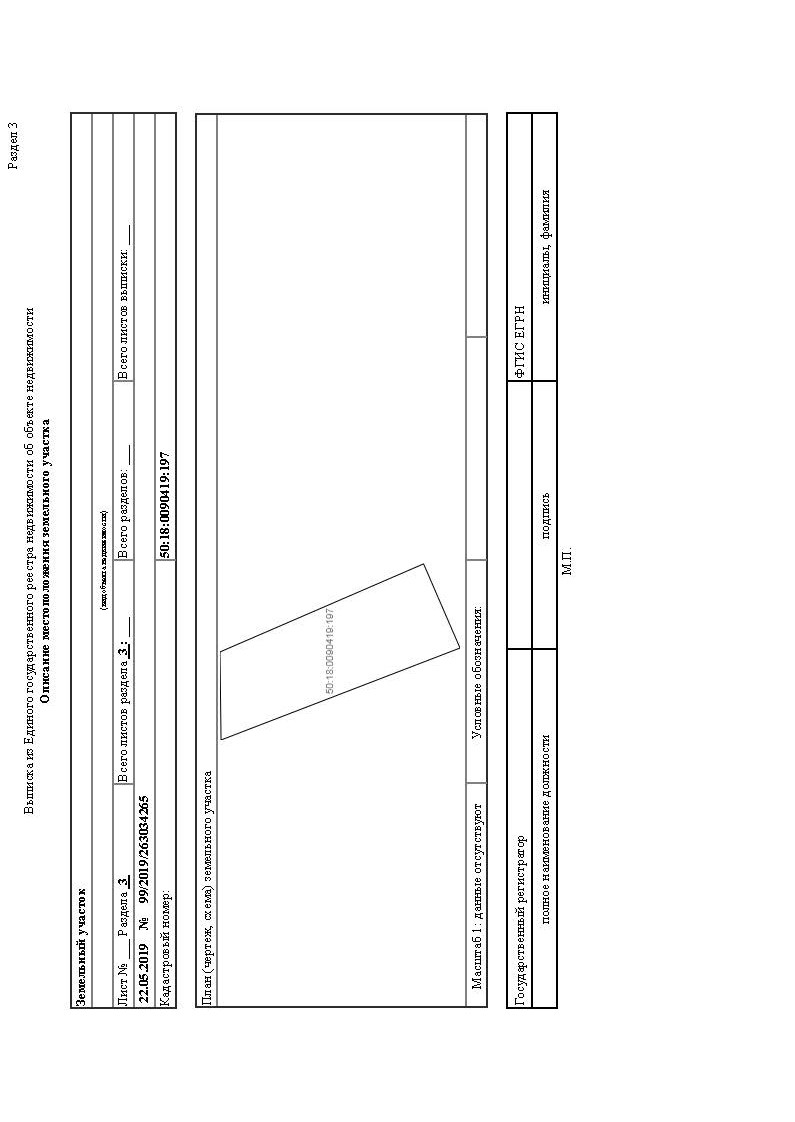 Раздел 3
Выписка из Единого государственного реестра недвижимости об объекте недвижимости
Описание местоположения земельного участка
Земельный участок
(вид объекта недвижимости)
Лист № ___ Раздела 3 Всего листов раздела 3 : ___ Всего разделов: ___ Всего листов выписки: ___
22.05.2019 № 99/2019/263034265
Кадастровый номер: 50:18:0090419:197
План (чертеж, схема) земельного участка
50:18:0090419:197
Масштаб 1: данные отсутствуют Условные обозначения:
Государственный регистратор ФГИС ЕГРН
полное наименование должности подпись инициалы, фамилия
М.П.